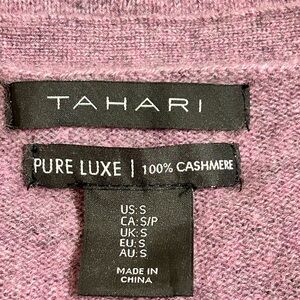 TAHARI
PURE LUXE | 100% CASHMERE
US: S
CA: S/P
UK: S
EU: S
AU: S
MADE IN
CHINA